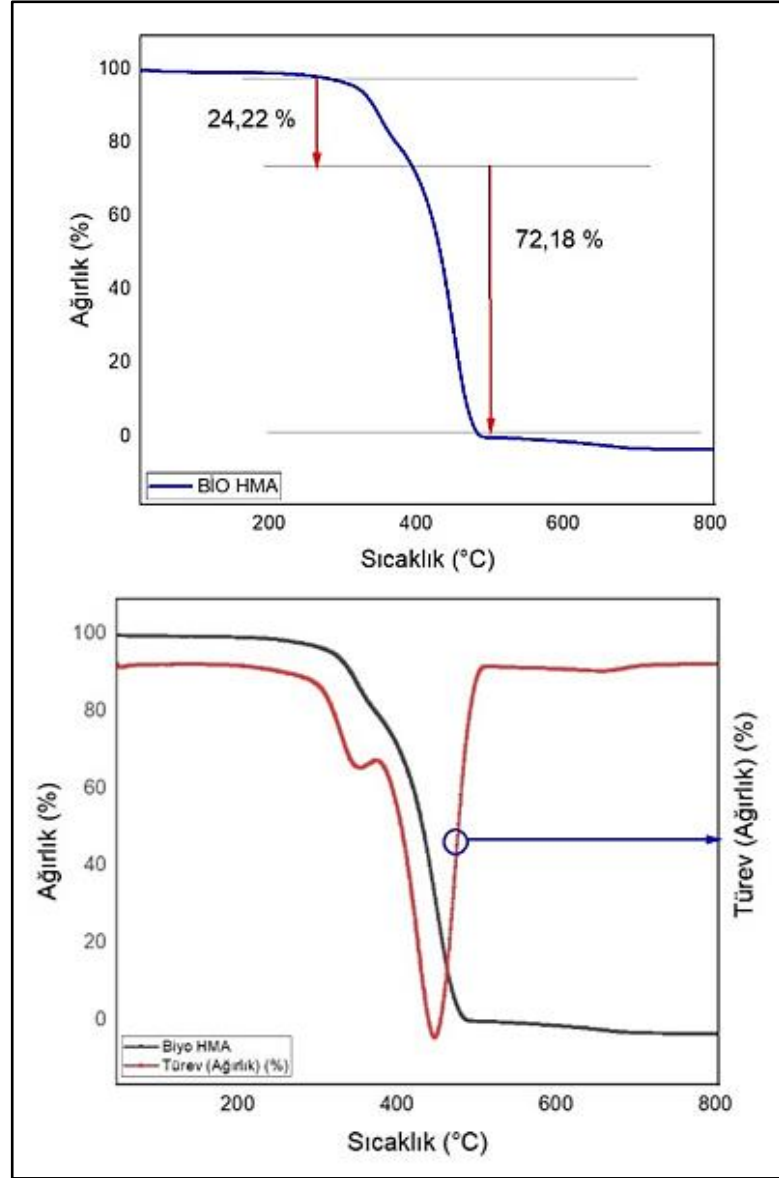 100
80
60
40
20
0
Ağırlık (%)
24,22 %
72,18 %
BİO HMA
200 400 600 800
Sıcaklık (°C)
100
80
60
40
20
0
Ağırlık (%)
Türev (Ağırlık) (%)
Biyo HMA
Türev (Ağırlık) (%)
200 400 600 800
Sıcaklık (°C)